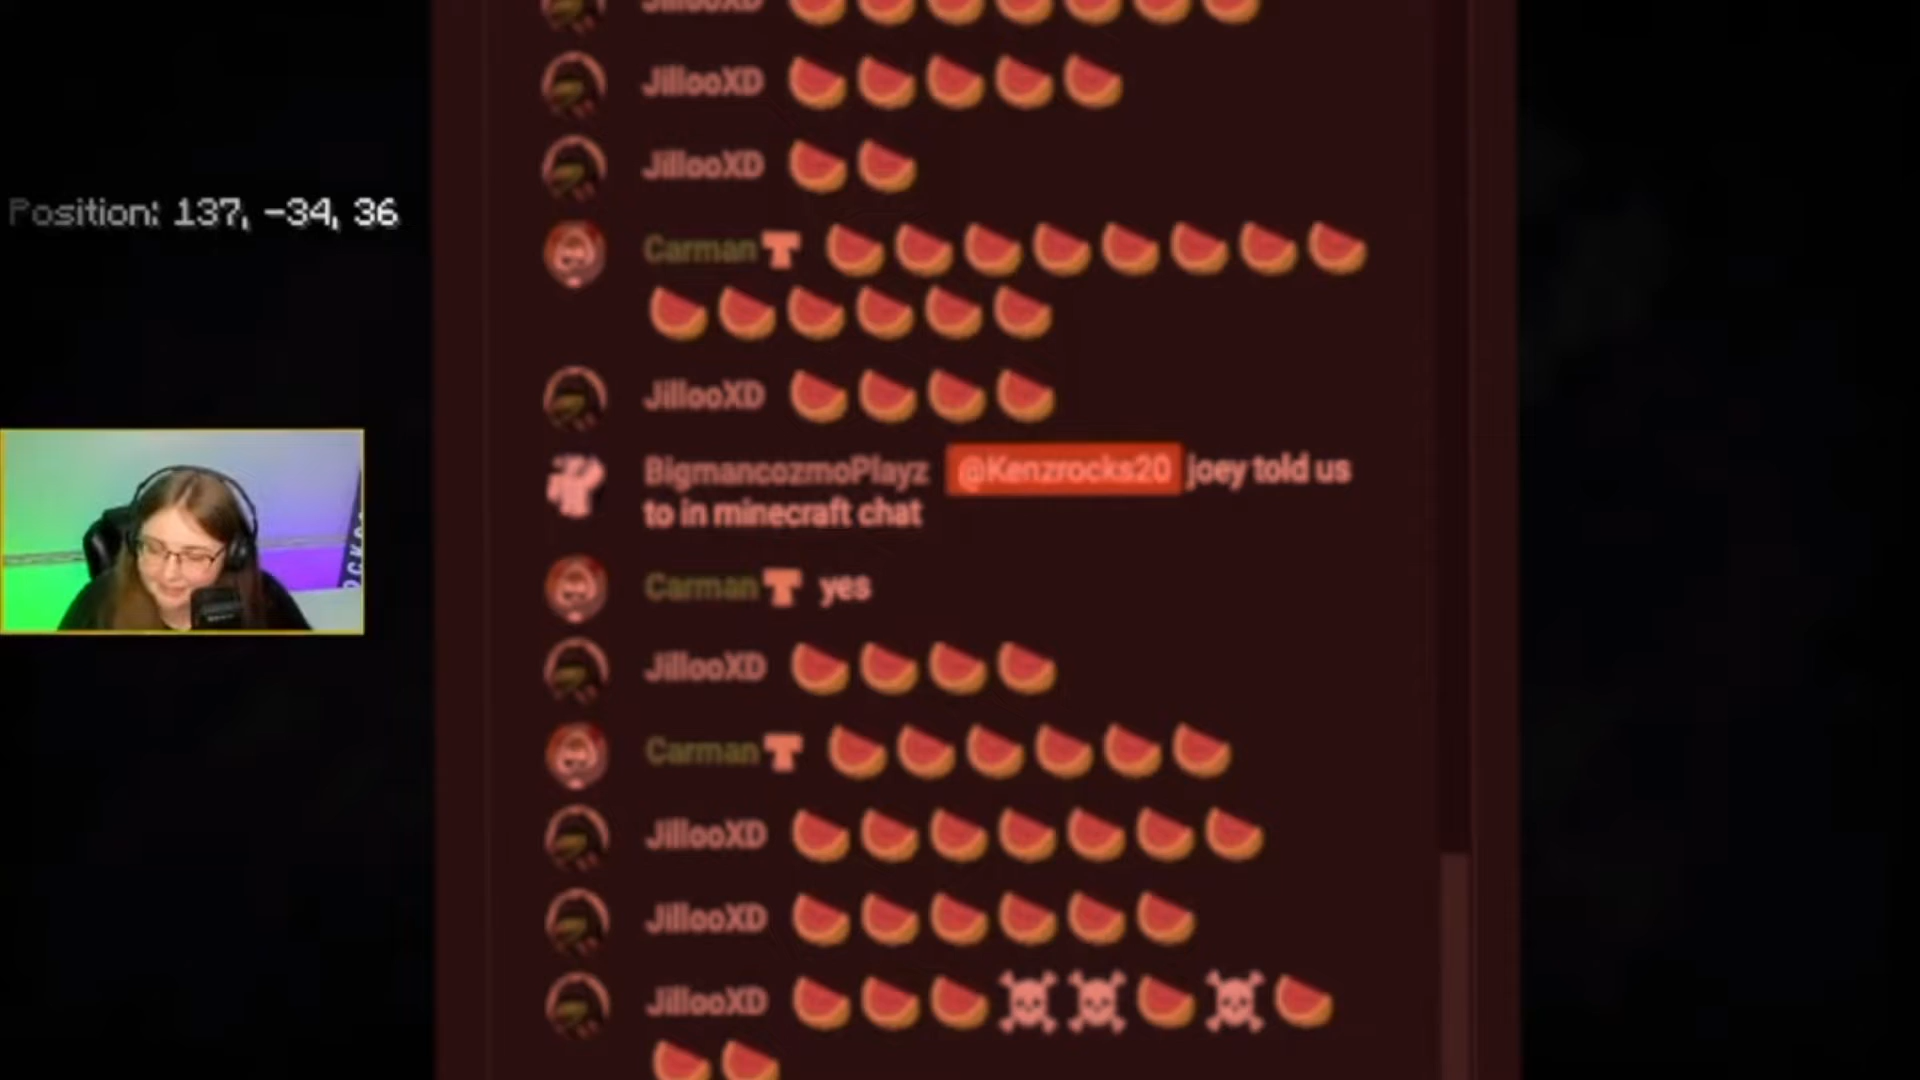 JillooXD 🍉🍉🍉🍉🍉🍉🍉
JillooXD 🍉🍉🍉🍉🍉
JillooXD 🍉🍉
Position: 137, -34, 36
Carman 🍉🍉🍉🍉🍉🍉🍉🍉
🍉🍉🍉🍉🍉🍉
JillooXD 🍉🍉🍉🍉
BigmancozmoPlayz @Kenzrocks20 joey told us
to in minecraft chat
Carman yes
JillooXD 🍉🍉🍉🍉
Carman 🍉🍉🍉🍉🍉🍉
JillooXD 🍉🍉🍉🍉🍉🍉🍉
JillooXD 🍉🍉🍉🍉🍉🍉
JillooXD 🍉🍉🍉☠️☠️🍉☠️🍉
🍉🍉